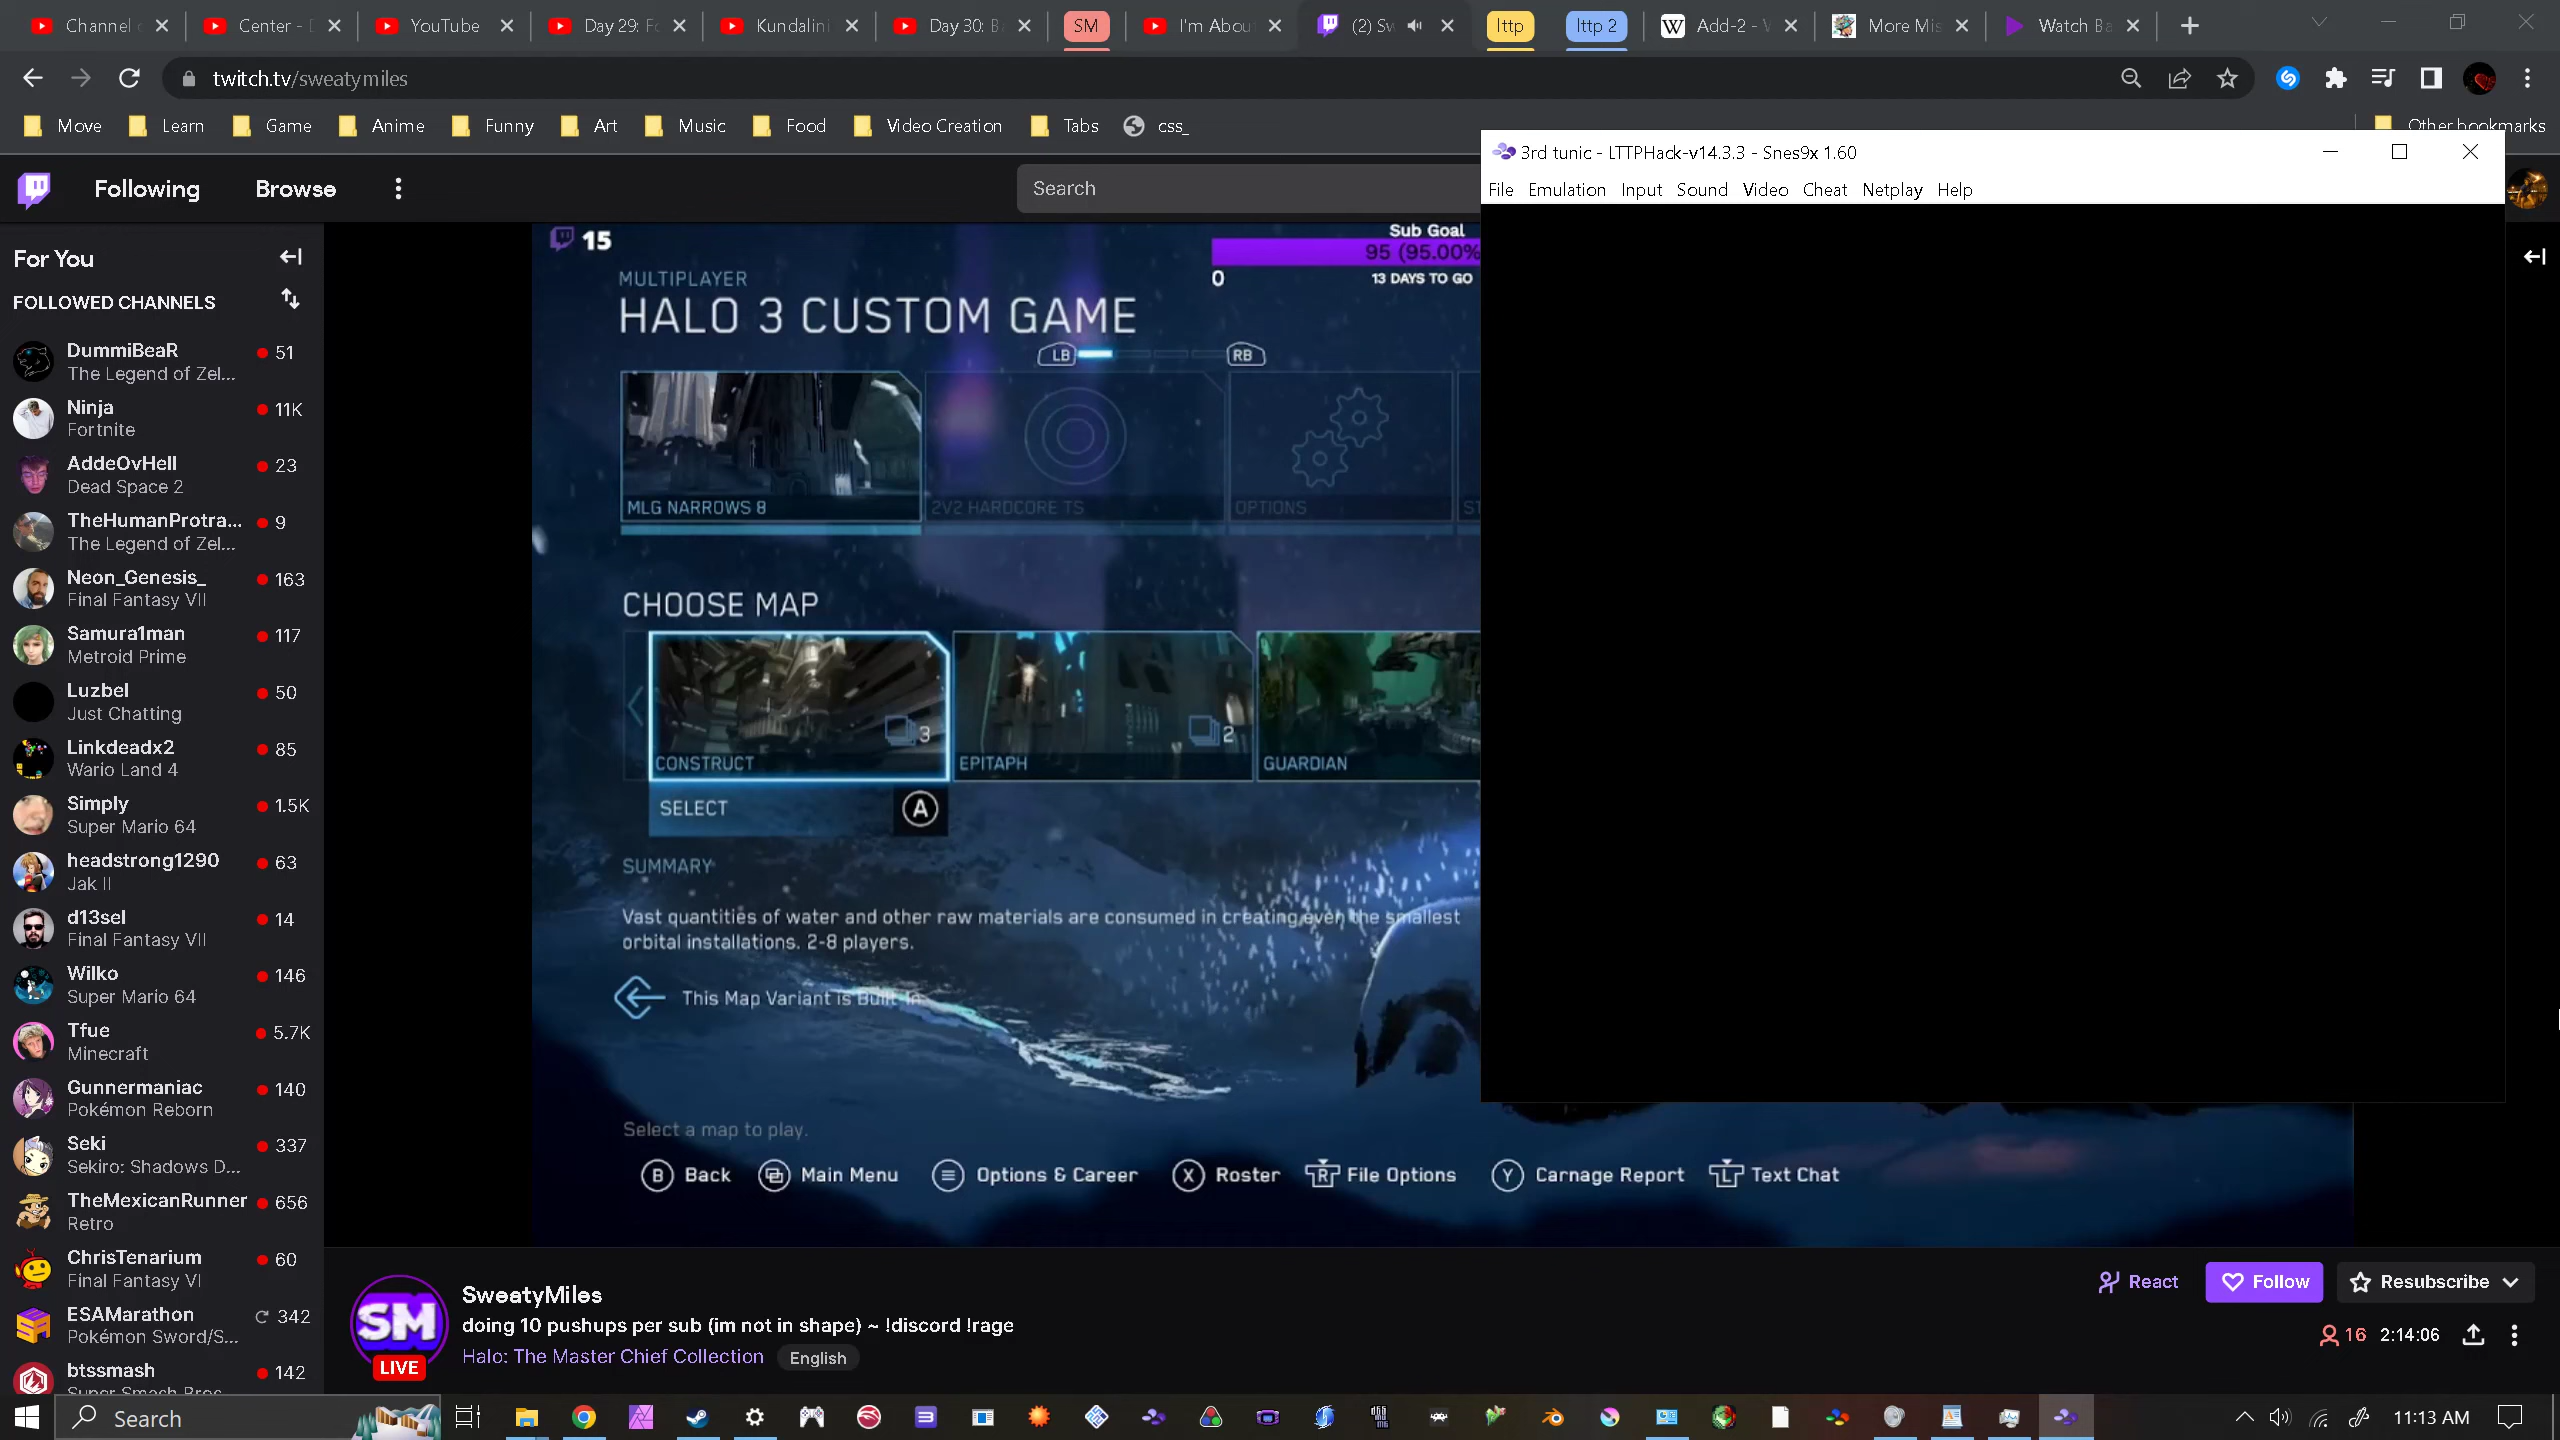 Channel c
Center - D
YouTube
Day 29: Fo
Kundalini
Day 30: Ba
SM
I'm Abou
(2) Sw
lttp
lttp 2
Add-2 - W
More Mis
Watch Ba
twitch.tv/sweatymiles
Move
Learn
Game
Anime
Funny
Art
Music
Food
Video Creation
Tabs
css_
Other bookmarks
Following
Browse
Search
3rd tunic - LTTPHack-v14.3.3 - Snes9x 1.60
File Emulation Input Sound Video Cheat Netplay Help
For You
FOLLOWED CHANNELS
DummiBeaR 51
The Legend of Zel...
Ninja 11K
Fortnite
AddeOvHell 23
Dead Space 2
TheHumanProtra... 9
The Legend of Zel...
Neon_Genesis_ 163
Final Fantasy VII
Samura1man 117
Metroid Prime
Luzbel 50
Just Chatting
Linkdeadx2 85
Wario Land 4
Simply 1.5K
Super Mario 64
headstrong1290 63
Jak II
d13sel 14
Final Fantasy VII
Wilko 146
Super Mario 64
Tfue 5.7K
Minecraft
Gunnermaniac 140
Pokémon Reborn
Seki 337
Sekiro: Shadows D...
TheMexicanRunner 656
Retro
ChrisTenarium 60
Final Fantasy VI
ESAMarathon 342
Pokémon Sword/S...
btssmash 142
Super Smash Bros
15
Sub Goal
95 (95.00%
0
13 DAYS TO GO
MULTIPLAYER
HALO 3 CUSTOM GAME
LB
RB
MLG NARROWS 8
2V2 HARDCORE TS
OPTIONS
ST
CHOOSE MAP
3
CONSTRUCT
2
EPITAPH
GUARDIAN
SELECT A
SUMMARY
Vast quantities of water and other raw materials are consumed in creating even the smallest
orbital installations. 2-8 players.
This Map Variant is Built-In
Select a map to play.
B Back
Main Menu
Options & Career
X Roster
R File Options
Y Carnage Report
L Text Chat
SM
LIVE
SweatyMiles
doing 10 pushups per sub (im not in shape) ~ !discord !rage
Halo: The Master Chief Collection
English
React
Follow
Resubscribe
16
2:14:06
Search
11:13 AM